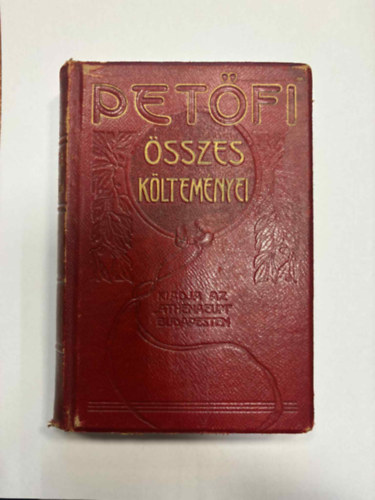 PETŐFI
ÖSSZES
KÖLTEMÉNYEI
KIADJA AZ
„ATHENAEUM”
BUDAPESTEN